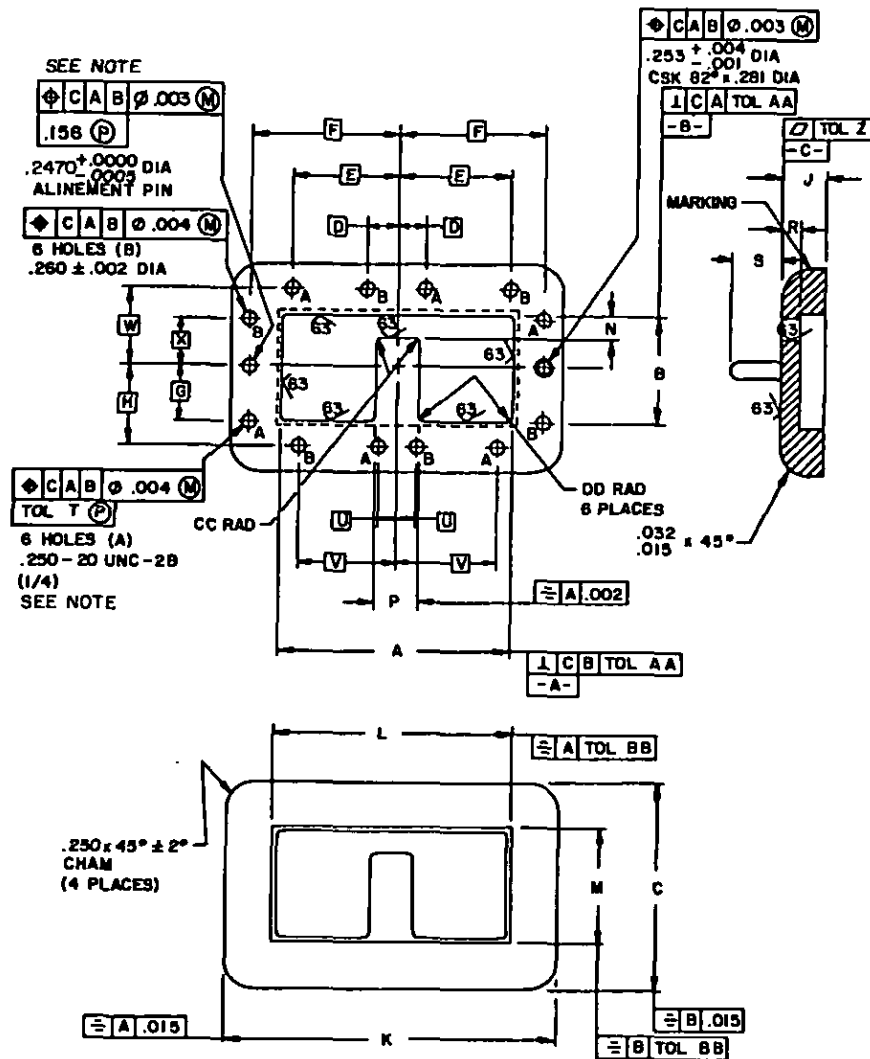 SEE NOTE
⌖ C A B Ø .003 Ⓜ
.156 Ⓟ
.2470 +.0000 -.0005 DIA
ALINEMENT PIN
⌖ C A B Ø .004 Ⓜ
6 HOLES (B)
.260 ± .002 DIA
⌖ C A B Ø .003 Ⓜ
.253 +.004 -.001 DIA
CSK 82° x .281 DIA
⊥ C A TOL AA
-B-
⏥ TOL Z
-C-
J
MARKING
R
S
F F
E E
D D
A B A B
W
X
H
G
B
A
63 63
63
63
63 63
A
B
N
B
63
63
B A B A
⌖ C A B Ø .004 Ⓜ
TOL T Ⓟ
6 HOLES (A)
.250-20 UNC-2B
(1/4)
SEE NOTE
CC RAD
DD RAD
6 PLACES
.032
.015 x 45°
U U
V V
P
⌯ A .002
A
⊥ C B TOL AA
-A-
L
⌯ A TOL BB
.250 x 45° ± 2°
CHAM
(4 PLACES)
M
C
⌯ A .015
K
⌯ B .015
⌯ B TOL BB